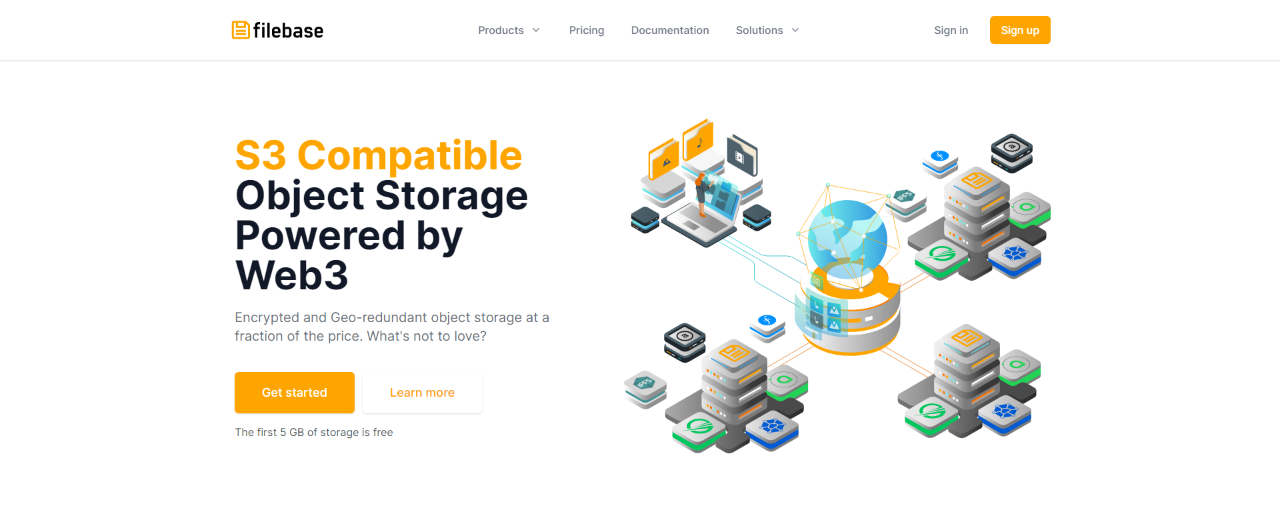 filebase
Products
Pricing
Documentation
Solutions
Sign in
Sign up
S3 Compatible
Object Storage
Powered by
Web3
Encrypted and Geo-redundant object storage at a
fraction of the price. What's not to love?
Get started
Learn more
The first 5 GB of storage is free